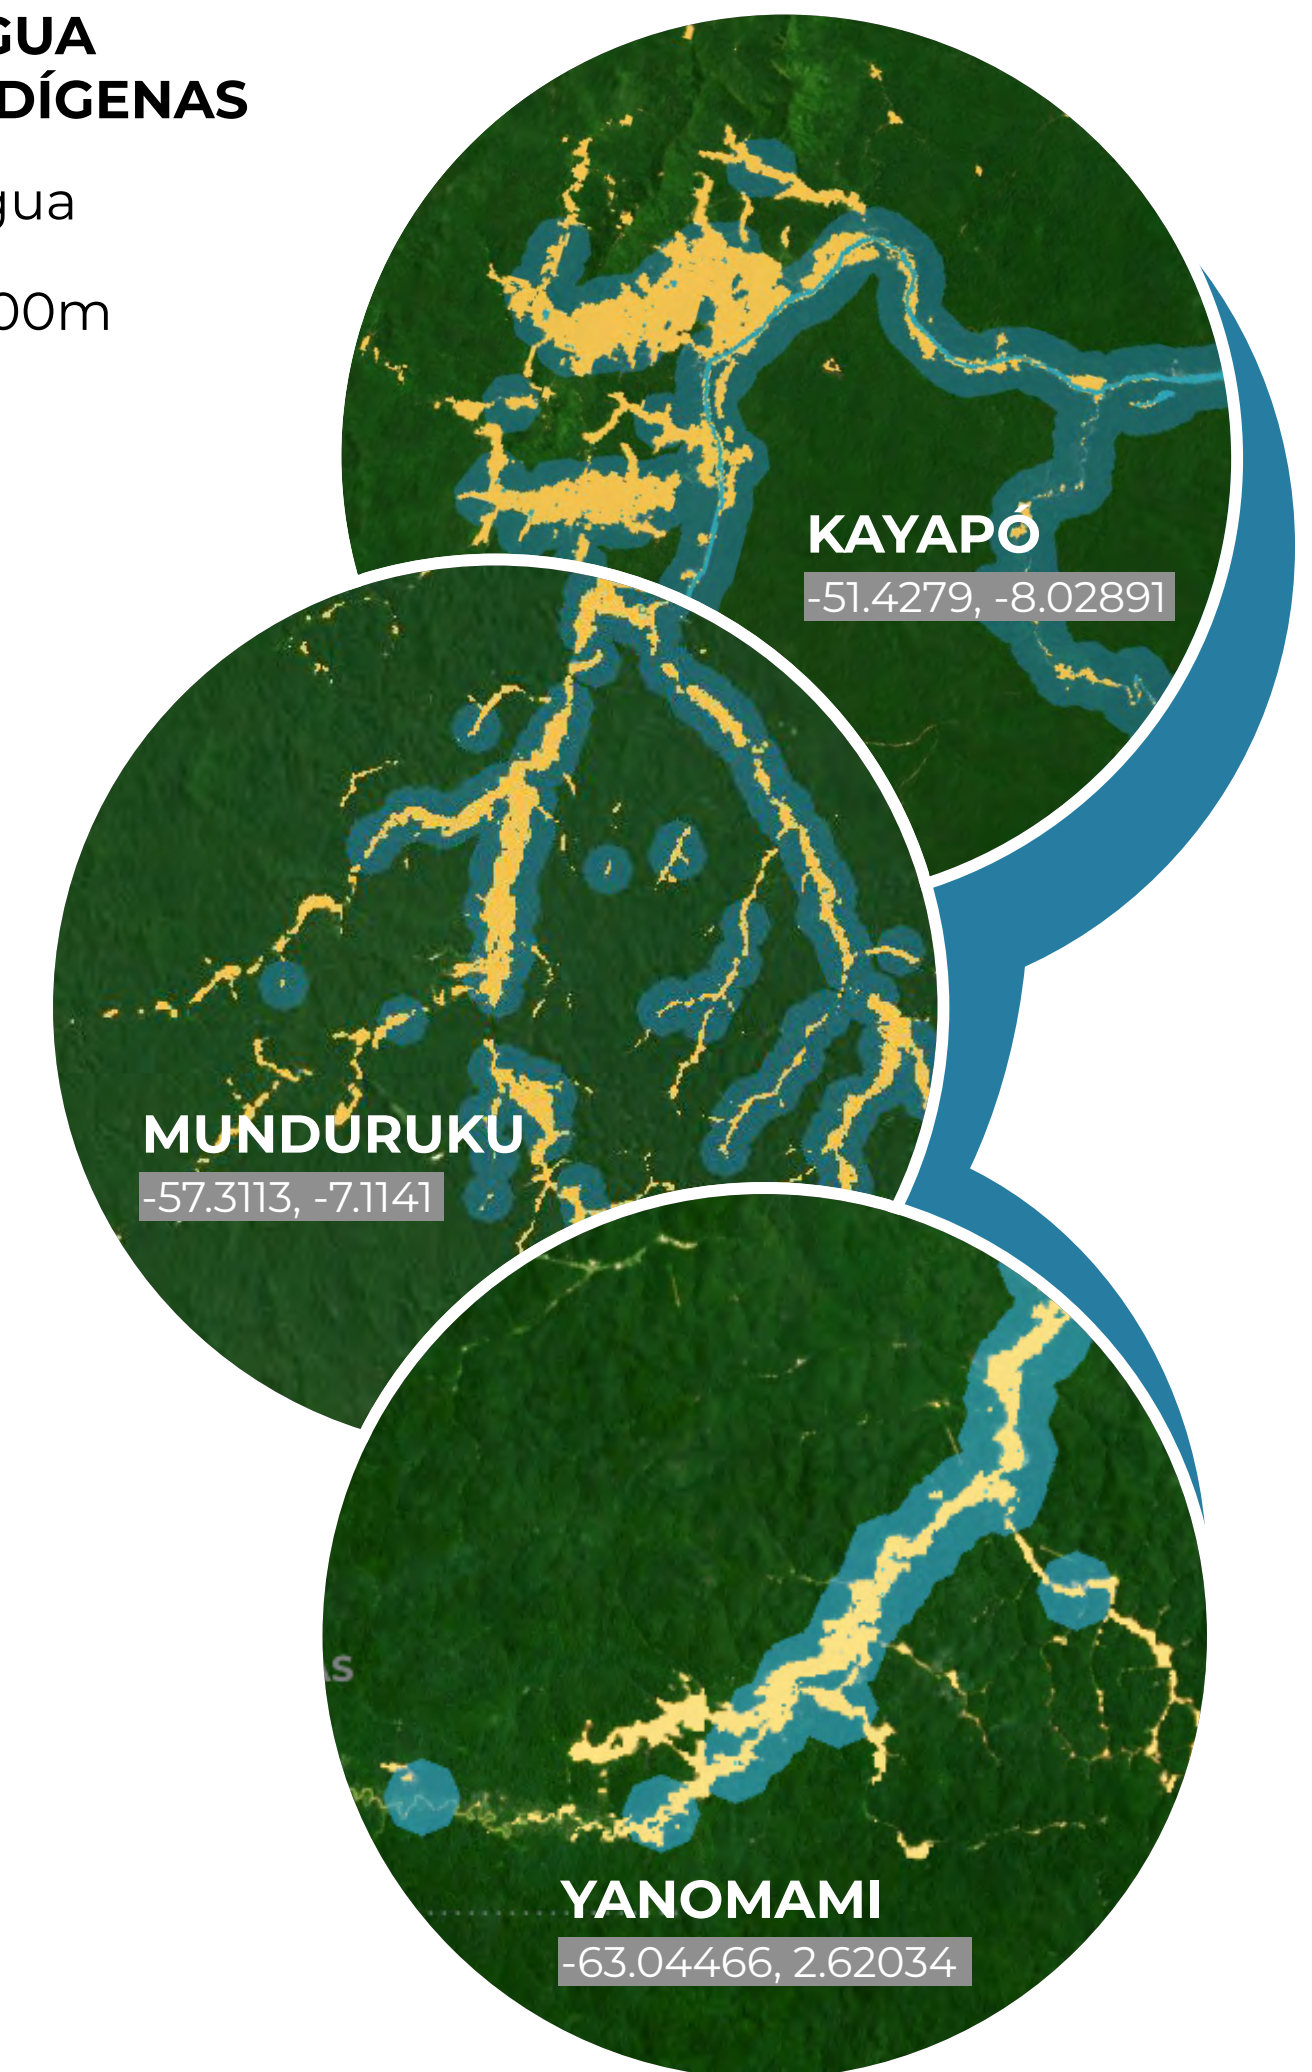 GUA
DÍGENAS
gua
00m
KAYAPÓ
-51.4279, -8.02891
MUNDURUKU
-57.3113, -7.1141
AS
YANOMAMI
-63.04466, 2.62034